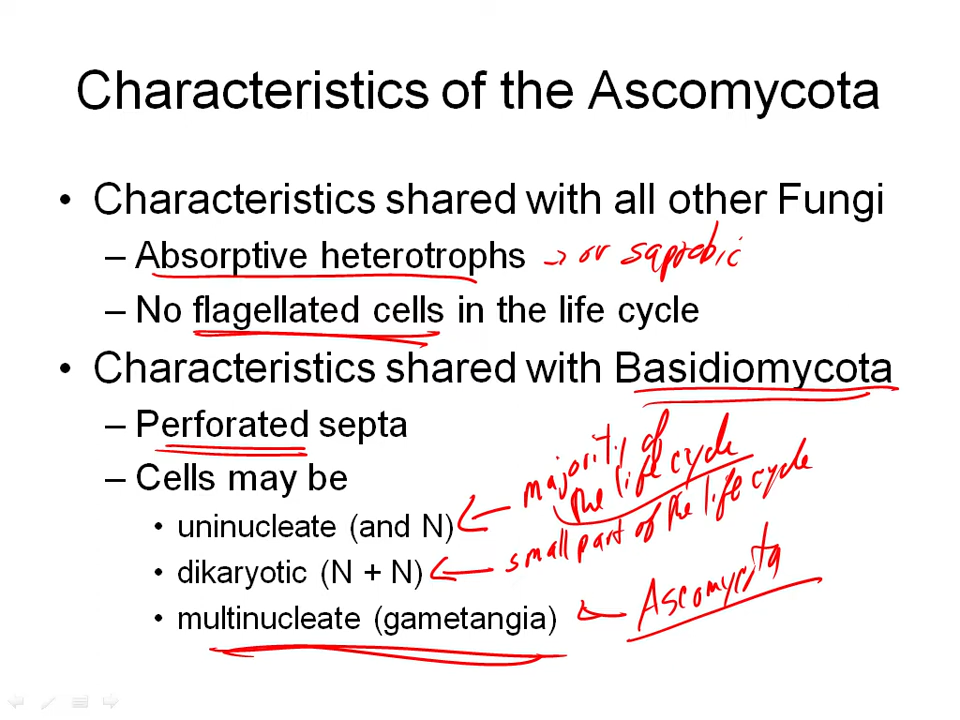 Characteristics of the Ascomycota
• Characteristics shared with all other Fungi
– Absorptive heterotrophs → or saprobic
– No flagellated cells in the life cycle
• Characteristics shared with Basidiomycota
– Perforated septa
– Cells may be
• uninucleate (and N) ← majority of the life cycle
• dikaryotic (N + N) ← small part of the life cycle
• multinucleate (gametangia) ← Ascomycota